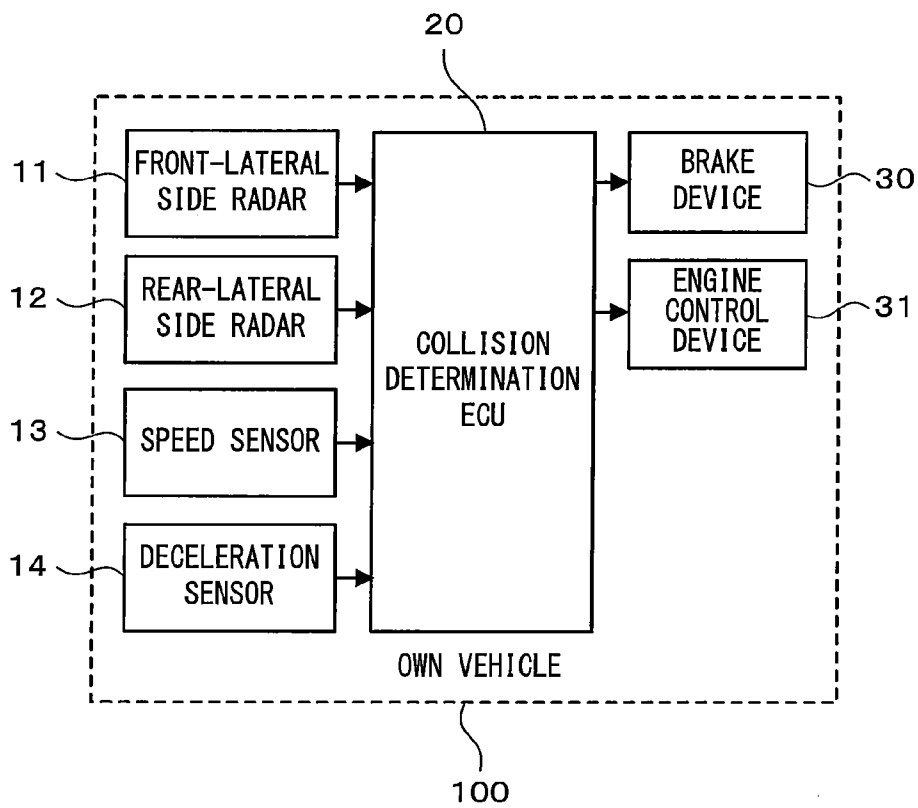 20
11
FRONT-LATERAL
SIDE RADAR
BRAKE
DEVICE
30
12
REAR-LATERAL
SIDE RADAR
ENGINE
CONTROL
DEVICE
31
COLLISION
DETERMINATION
ECU
13
SPEED SENSOR
14
DECELERATION
SENSOR
OWN VEHICLE
100